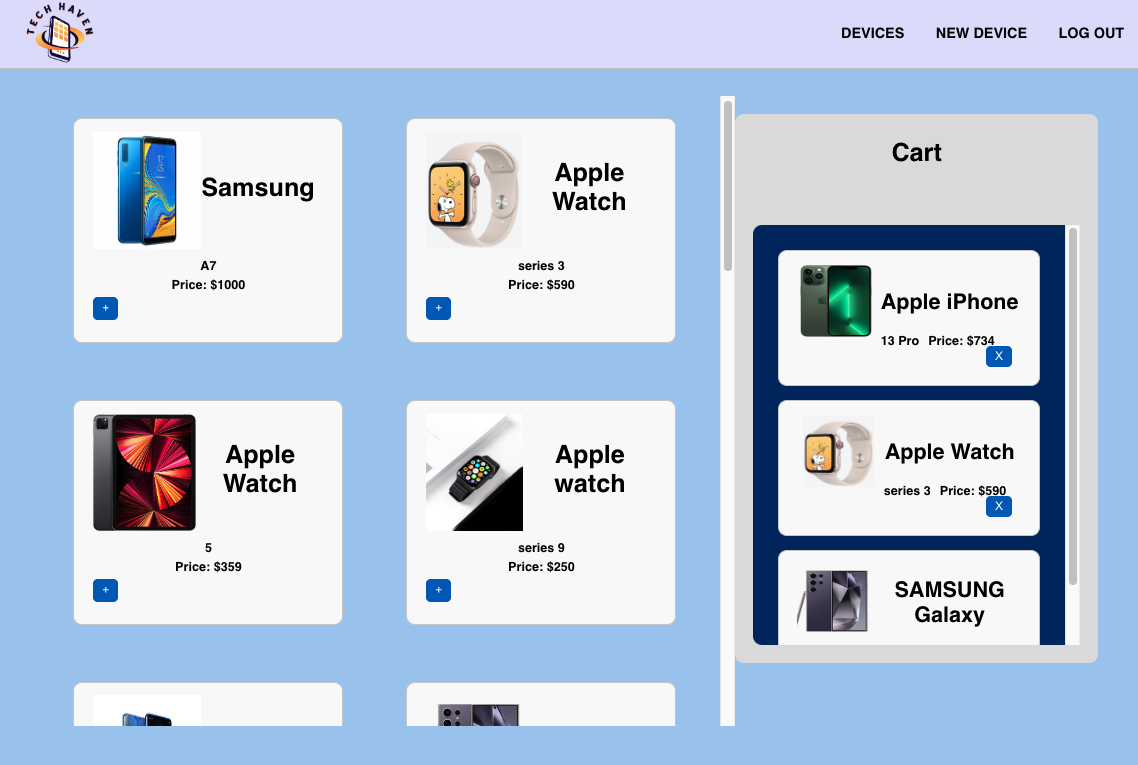 TECH HAVEN
DEVICES NEW DEVICE LOG OUT
Samsung
A7
Price: $1000
+
Apple
Watch
series 3
Price: $590
+
Apple
Watch
5
Price: $359
+
Apple
watch
series 9
Price: $250
+
Cart
Apple iPhone
13 Pro Price: $734
X
Apple Watch
series 3 Price: $590
X
SAMSUNG
Galaxy